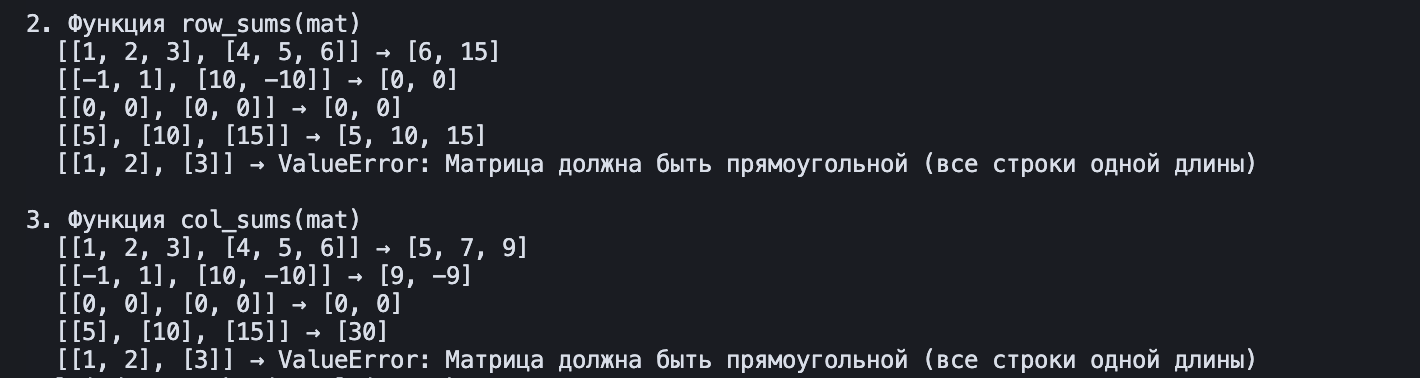 2. Функция row_sums(mat)
[[1, 2, 3], [4, 5, 6]] → [6, 15]
[[-1, 1], [10, -10]] → [0, 0]
[[0, 0], [0, 0]] → [0, 0]
[[5], [10], [15]] → [5, 10, 15]
[[1, 2], [3]] → ValueError: Матрица должна быть прямоугольной (все строки одной длины)
3. Функция col_sums(mat)
[[1, 2, 3], [4, 5, 6]] → [5, 7, 9]
[[-1, 1], [10, -10]] → [9, -9]
[[0, 0], [0, 0]] → [0, 0]
[[5], [10], [15]] → [30]
[[1, 2], [3]] → ValueError: Матрица должна быть прямоугольной (все строки одной длины)